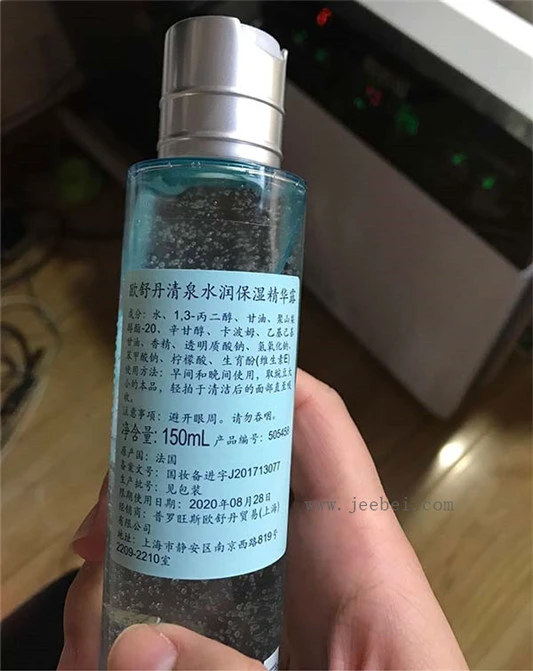 欧舒丹清泉水润保湿精华露
成份：水、1,3-丙二醇、甘油、聚山梨
醇酯-20、辛甘醇、卡波姆、乙基己基
甘油、香精、透明质酸钠、氢氧化钠、
苯甲酸钠、柠檬酸、生育酚(维生素E)
使用方法：早间和晚间使用，取豌豆大
小的本品，轻拍于清洁后的面部直至吸
收。
注意事项：避开眼周。请勿吞咽。
净含量: 150mL 产品编号：505458
原产国：法国
备案文号：国妆备进字J201713077
生产批号：见包装
限期使用日期：2020年08月28日
经销商：普罗旺斯欧舒丹贸易(上海)
有限公司
地址：上海市静安区南京西路819号
2209-2210室
www.jeebei.com